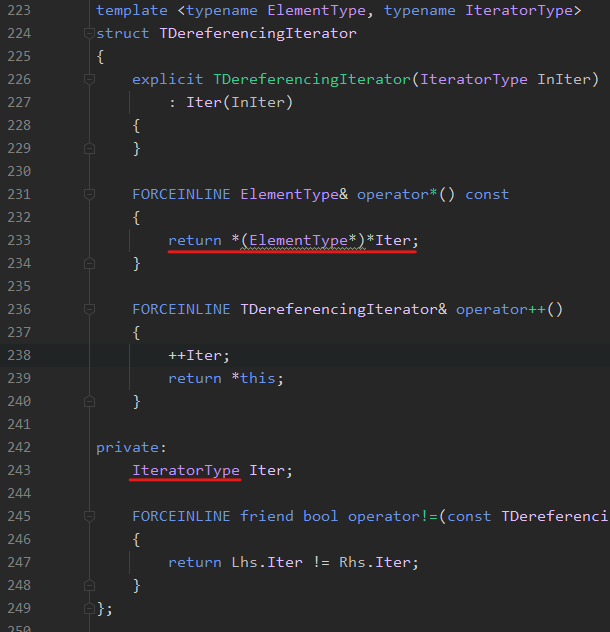 223 template <typename ElementType, typename IteratorType>
224 struct TDereferencingIterator
225 {
226     explicit TDereferencingIterator(IteratorType InIter)
227         : Iter(InIter)
228     {
229     }
230
231     FORCEINLINE ElementType& operator*() const
232     {
233         return *(ElementType*)*Iter;
234     }
235
236     FORCEINLINE TDereferencingIterator& operator++()
237     {
238         ++Iter;
239         return *this;
240     }
241
242 private:
243     IteratorType Iter;
244
245     FORCEINLINE friend bool operator!=(const TDereferenci
246     {
247         return Lhs.Iter != Rhs.Iter;
248     }
249 };
250